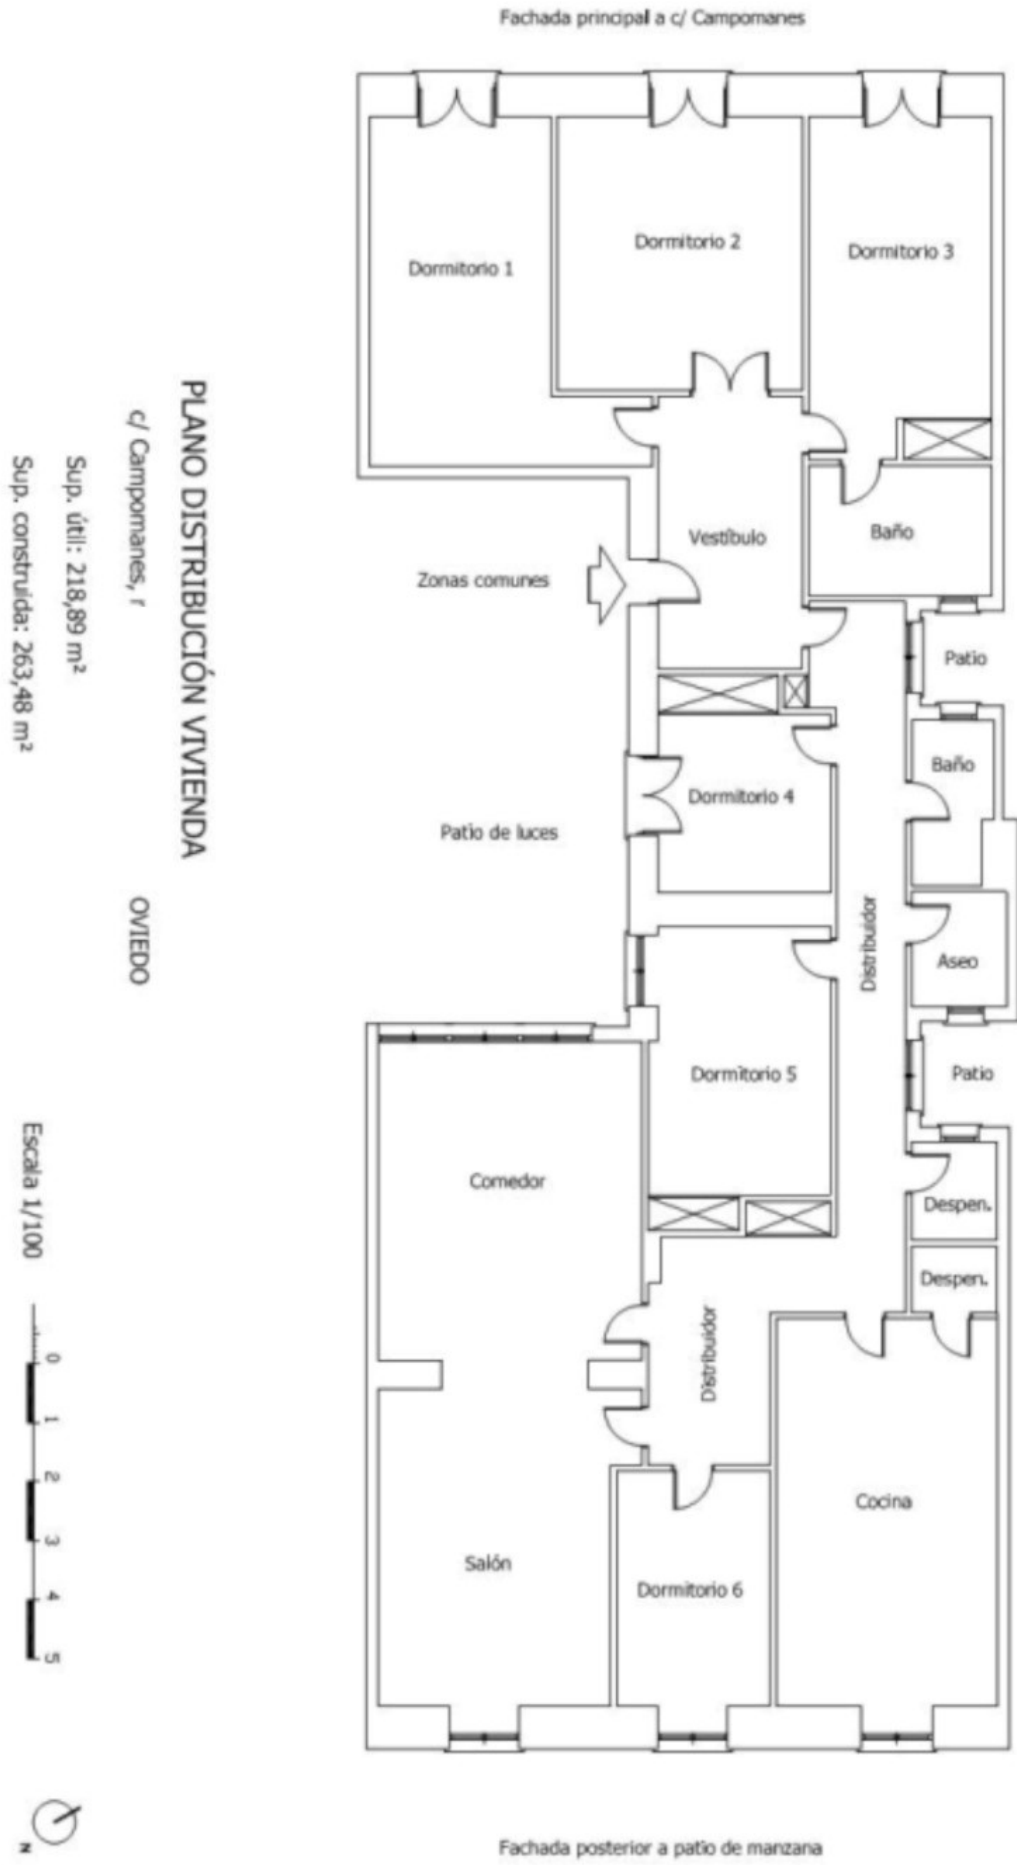 Fachada principal a c/ Campomanes
Dormitorio 1
Dormitorio 2
Dormitorio 3
Baño
Vestíbulo
Zonas comunes
Patio
Baño
Dormitorio 4
Patio de luces
Distribuidor
Aseo
Patio
Dormitorio 5
Comedor
Despen.
Despen.
Distribuidor
Cocina
Salón
Dormitorio 6
Fachada posterior a patio de manzana
PLANO DISTRIBUCIÓN VIVIENDA
c/ Campomanes, r
OVIEDO
Sup. útil: 218,89 m²
Sup. construida: 263,48 m²
Escala 1/100
0 1 2 3 4 5
N